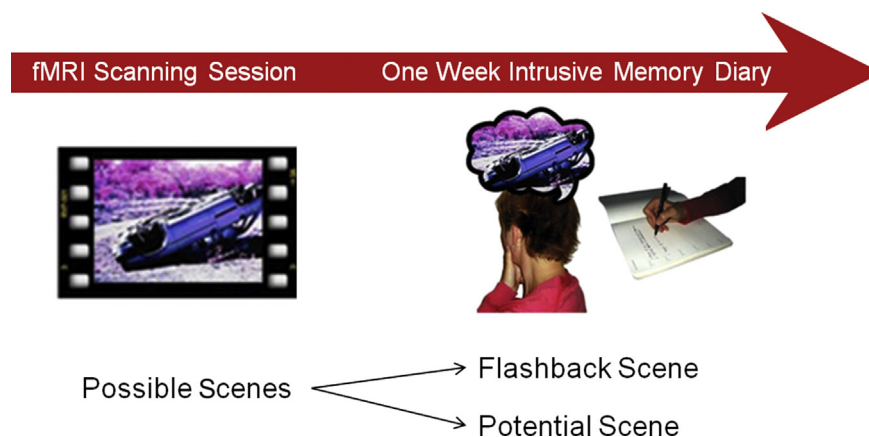 fMRI Scanning Session
One Week Intrusive Memory Diary
Possible Scenes
Flashback Scene
Potential Scene